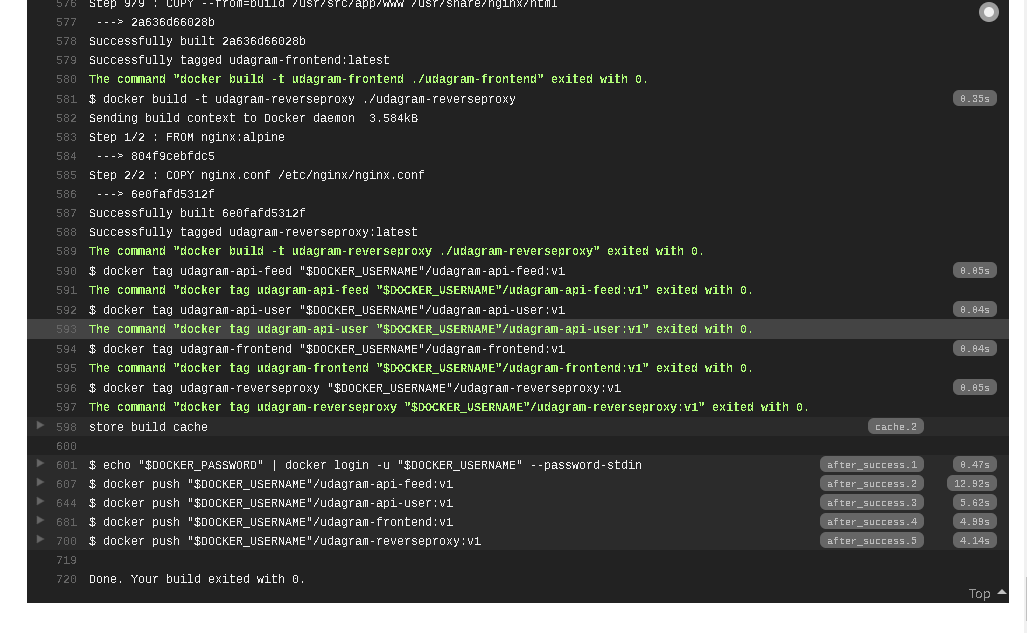 576 Step 9/9 : COPY --from=build /usr/src/app/www /usr/share/nginx/html
577 ---> 2a636d66028b
578 Successfully built 2a636d66028b
579 Successfully tagged udagram-frontend:latest
580 The command "docker build -t udagram-frontend ./udagram-frontend" exited with 0.
581 $ docker build -t udagram-reverseproxy ./udagram-reverseproxy 0.35s
582 Sending build context to Docker daemon  3.584kB
583 Step 1/2 : FROM nginx:alpine
584 ---> 804f9cebfdc5
585 Step 2/2 : COPY nginx.conf /etc/nginx/nginx.conf
586 ---> 6e0fafd5312f
587 Successfully built 6e0fafd5312f
588 Successfully tagged udagram-reverseproxy:latest
589 The command "docker build -t udagram-reverseproxy ./udagram-reverseproxy" exited with 0.
590 $ docker tag udagram-api-feed "$DOCKER_USERNAME"/udagram-api-feed:v1 0.05s
591 The command "docker tag udagram-api-feed "$DOCKER_USERNAME"/udagram-api-feed:v1" exited with 0.
592 $ docker tag udagram-api-user "$DOCKER_USERNAME"/udagram-api-user:v1 0.04s
593 The command "docker tag udagram-api-user "$DOCKER_USERNAME"/udagram-api-user:v1" exited with 0.
594 $ docker tag udagram-frontend "$DOCKER_USERNAME"/udagram-frontend:v1 0.04s
595 The command "docker tag udagram-frontend "$DOCKER_USERNAME"/udagram-frontend:v1" exited with 0.
596 $ docker tag udagram-reverseproxy "$DOCKER_USERNAME"/udagram-reverseproxy:v1 0.05s
597 The command "docker tag udagram-reverseproxy "$DOCKER_USERNAME"/udagram-reverseproxy:v1" exited with 0.
598 store build cache cache.2
600
601 $ echo "$DOCKER_PASSWORD" | docker login -u "$DOCKER_USERNAME" --password-stdin after_success.1 0.47s
607 $ docker push "$DOCKER_USERNAME"/udagram-api-feed:v1 after_success.2 12.92s
644 $ docker push "$DOCKER_USERNAME"/udagram-api-user:v1 after_success.3 5.62s
681 $ docker push "$DOCKER_USERNAME"/udagram-frontend:v1 after_success.4 4.99s
700 $ docker push "$DOCKER_USERNAME"/udagram-reverseproxy:v1 after_success.5 4.14s
719
720 Done. Your build exited with 0.
Top